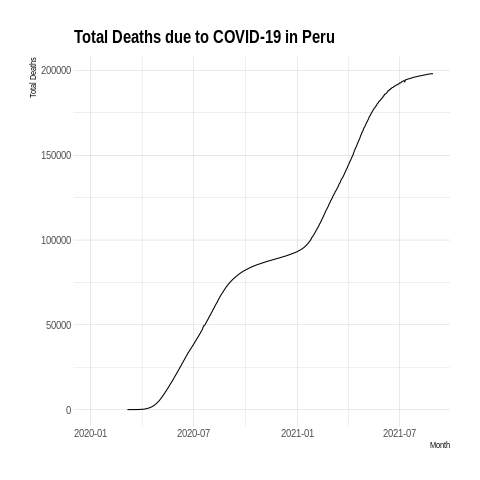 Total Deaths due to COVID-19 in Peru
Total Deaths
200000
150000
100000
50000
0
2020-01 2020-07 2021-01 2021-07
Month